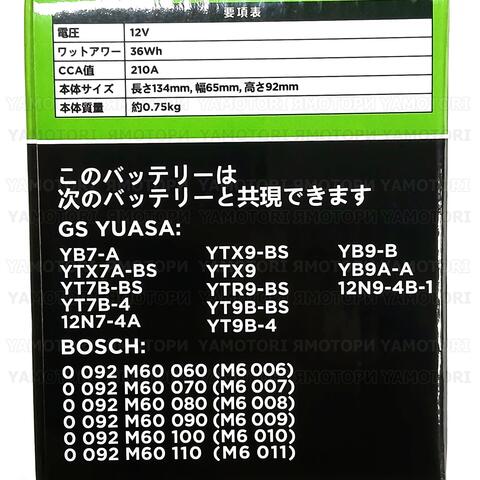 要項表
電圧 12V
ワットアワー 36Wh
CCA値 210A
本体サイズ 長さ134mm, 幅65mm, 高さ92mm
本体質量 約0.75kg
このバッテリーは
次のバッテリーと共現できます
GS YUASA:
YB7-A YTX9-BS YB9-B
YTX7A-BS YTX9 YB9A-A
YT7B-BS YTR9-BS 12N9-4B-1
YT7B-4 YT9B-BS
12N7-4A YT9B-4
BOSCH:
0 092 M60 060 (M6 006)
0 092 M60 070 (M6 007)
0 092 M60 080 (M6 008)
0 092 M60 090 (M6 009)
0 092 M60 100 (M6 010)
0 092 M60 110 (M6 011)
YAMOTORI ЯМОТОРИ YAMOTORI